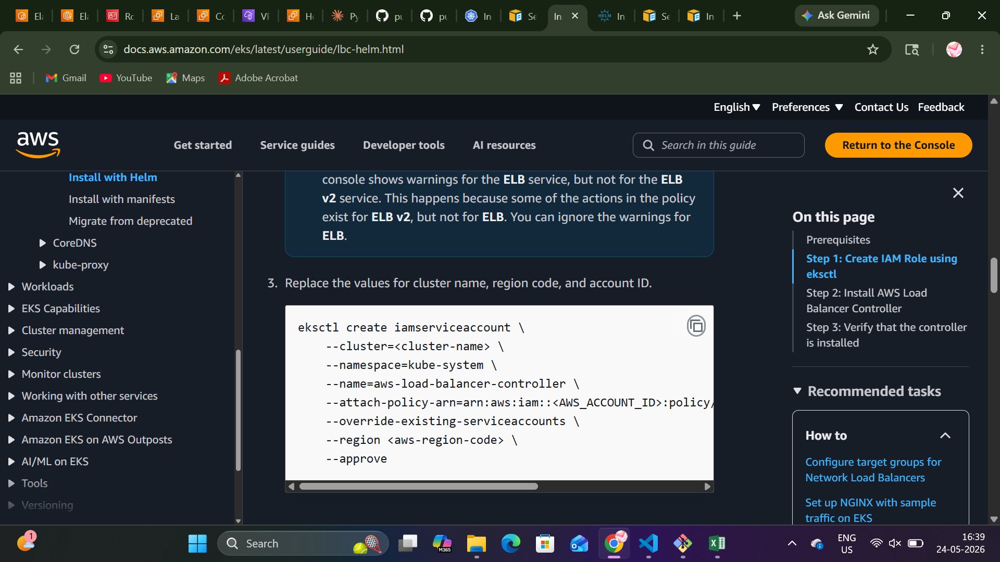 Ela
Ela
Ro
La
Co
VP
Ho
Py
pu
pu
In
Se
In
HELM In
Se
In
Ask Gemini
docs.aws.amazon.com/eks/latest/userguide/lbc-helm.html
Gmail
YouTube
Maps
Adobe Acrobat
English
Preferences
Contact Us
Feedback
aws
Get started
Service guides
Developer tools
AI resources
Search in this guide
Return to the Console
Install with Helm
Install with manifests
Migrate from deprecated
CoreDNS
kube-proxy
Workloads
EKS Capabilities
Cluster management
Security
Monitor clusters
Working with other services
Amazon EKS Connector
Amazon EKS on AWS Outposts
AI/ML on EKS
Tools
Versioning
console shows warnings for the ELB service, but not for the ELB
v2 service. This happens because some of the actions in the policy
exist for ELB v2, but not for ELB. You can ignore the warnings for
ELB.
3. Replace the values for cluster name, region code, and account ID.
eksctl create iamserviceaccount \
    --cluster=<cluster-name> \
    --namespace=kube-system \
    --name=aws-load-balancer-controller \
    --attach-policy-arn=arn:aws:iam::<AWS_ACCOUNT_ID>:policy/
    --override-existing-serviceaccounts \
    --region <aws-region-code> \
    --approve
On this page
Prerequisites
Step 1: Create IAM Role using
eksctl
Step 2: Install AWS Load
Balancer Controller
Step 3: Verify that the controller
is installed
Recommended tasks
How to
Configure target groups for
Network Load Balancers
Set up NGINX with sample
traffic on EKS
1
Search
M365
ENG
US
16:39
24-05-2026